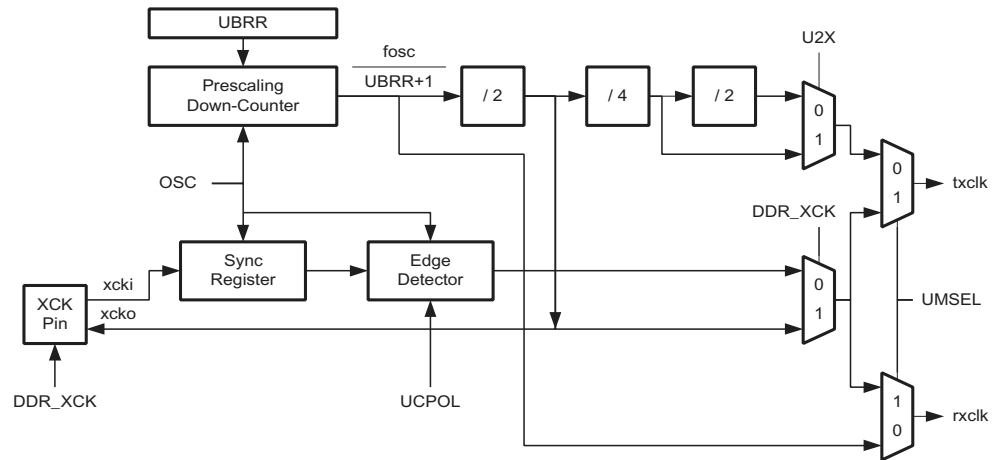 UBRR
U2X
fosc
UBRR+1
Prescaling
Down-Counter
/ 2
/ 4
/ 2
0
1
OSC
0
1
txclk
DDR_XCK
Sync
Register
Edge
Detector
xcki
0
1
UMSEL
XCK
Pin
xcko
DDR_XCK
UCPOL
1
0
rxclk